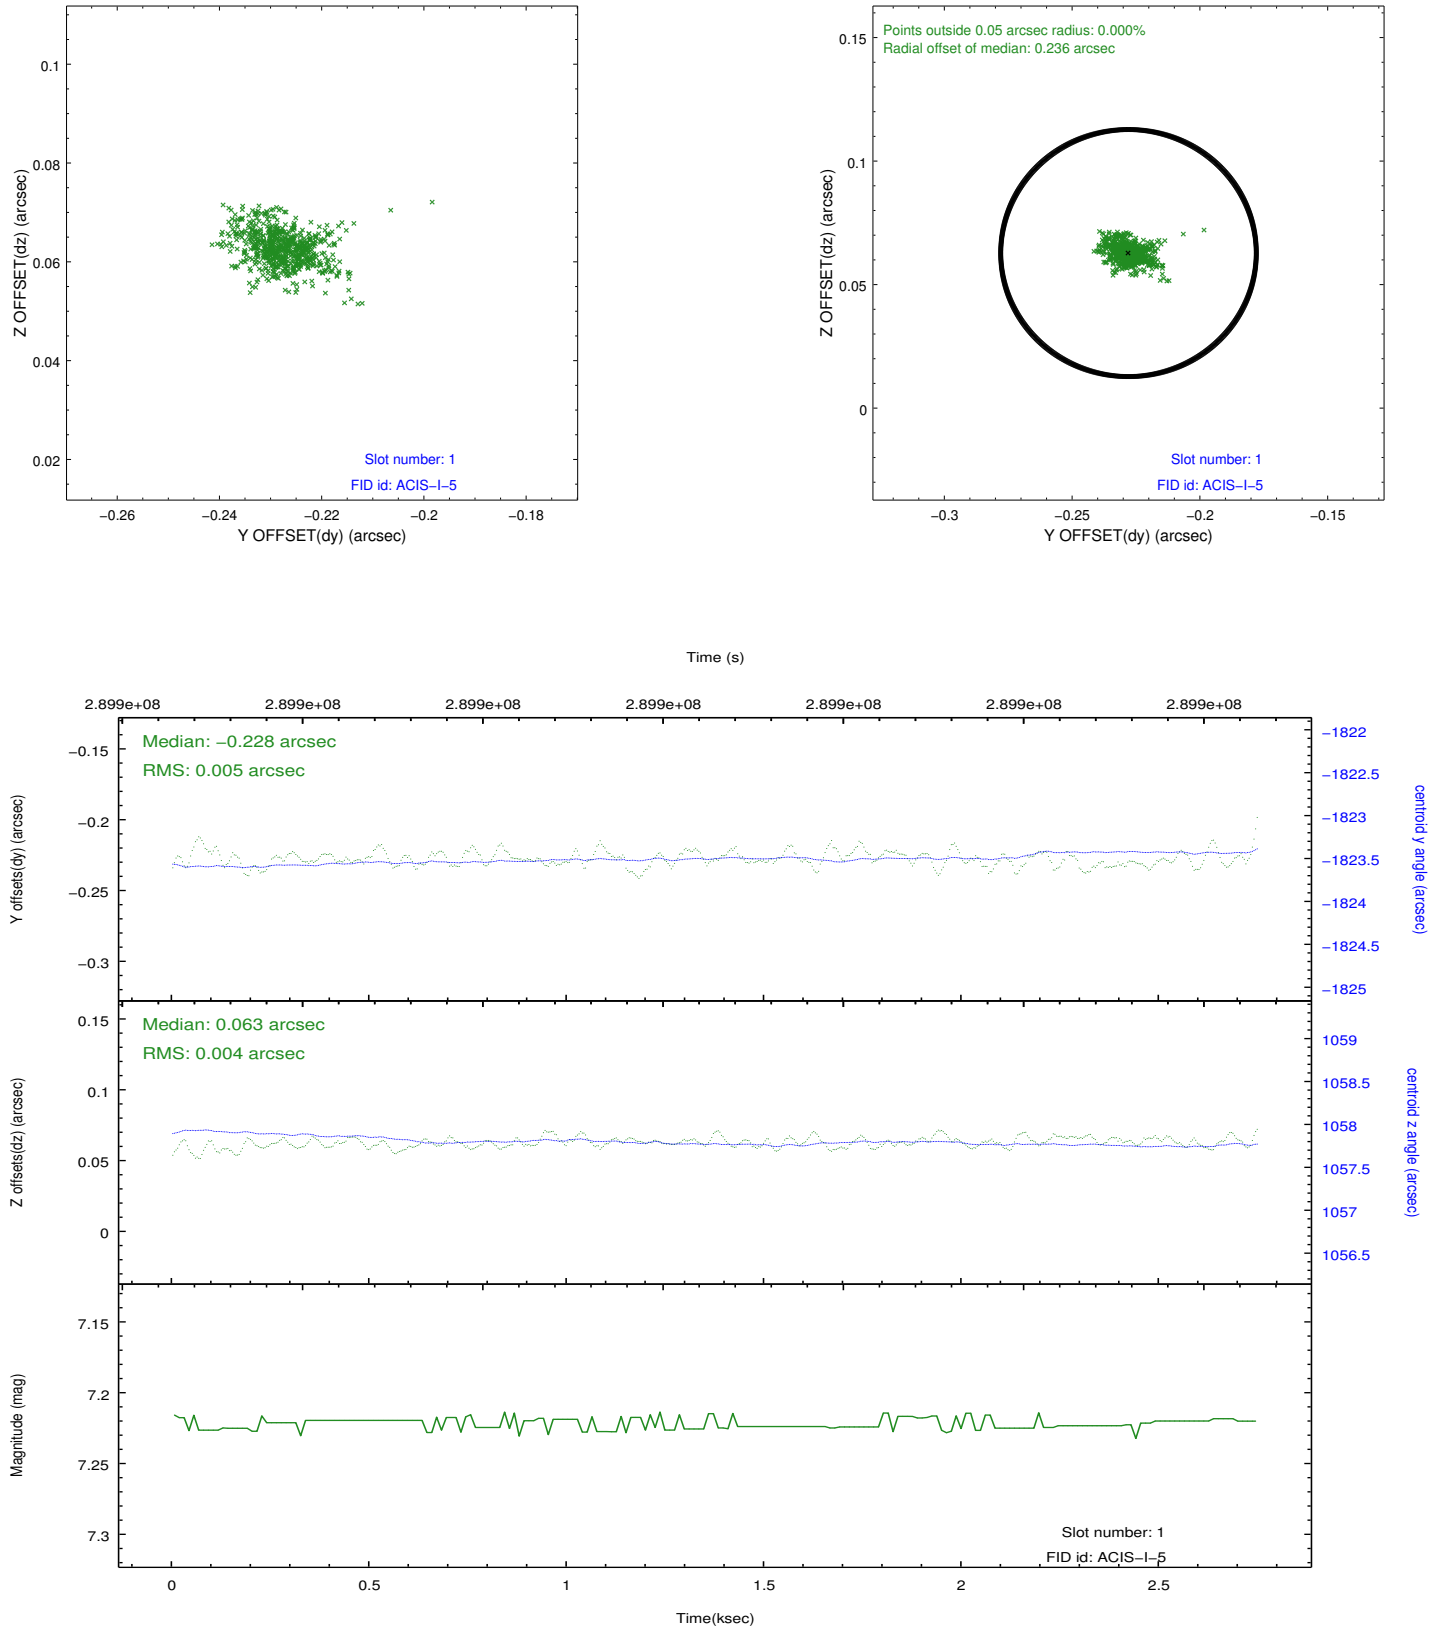 0.1
0.08
0.06
0.04
0.02
Z OFFSET(dz) (arcsec)
Slot number: 1
FID id: ACIS−I−5
−0.26
−0.24
−0.22
−0.2
−0.18
Y OFFSET(dy) (arcsec)
Points outside 0.05 arcsec radius: 0.000%
Radial offset of median: 0.236 arcsec
0.15
0.1
0.05
0
Z OFFSET(dz) (arcsec)
Slot number: 1
FID id: ACIS−I−5
−0.3
−0.25
−0.2
−0.15
Y OFFSET(dy) (arcsec)
Time (s)
2.899e+08
2.899e+08
2.899e+08
2.899e+08
2.899e+08
2.899e+08
2.899e+08
Median: −0.228 arcsec
RMS: 0.005 arcsec
−0.15
−0.2
−0.25
−0.3
Y offsets(dy) (arcsec)
−1822
−1822.5
−1823
−1823.5
−1824
−1824.5
−1825
centroid y angle (arcsec)
Median: 0.063 arcsec
RMS: 0.004 arcsec
0.15
0.1
0.05
0
Z offsets(dz) (arcsec)
1059
1058.5
1058
1057.5
1057
1056.5
centroid z angle (arcsec)
7.15
7.2
7.25
7.3
Magnitude (mag)
Slot number: 1
FID id: ACIS−I−5
0
0.5
1
1.5
2
2.5
Time(ksec)